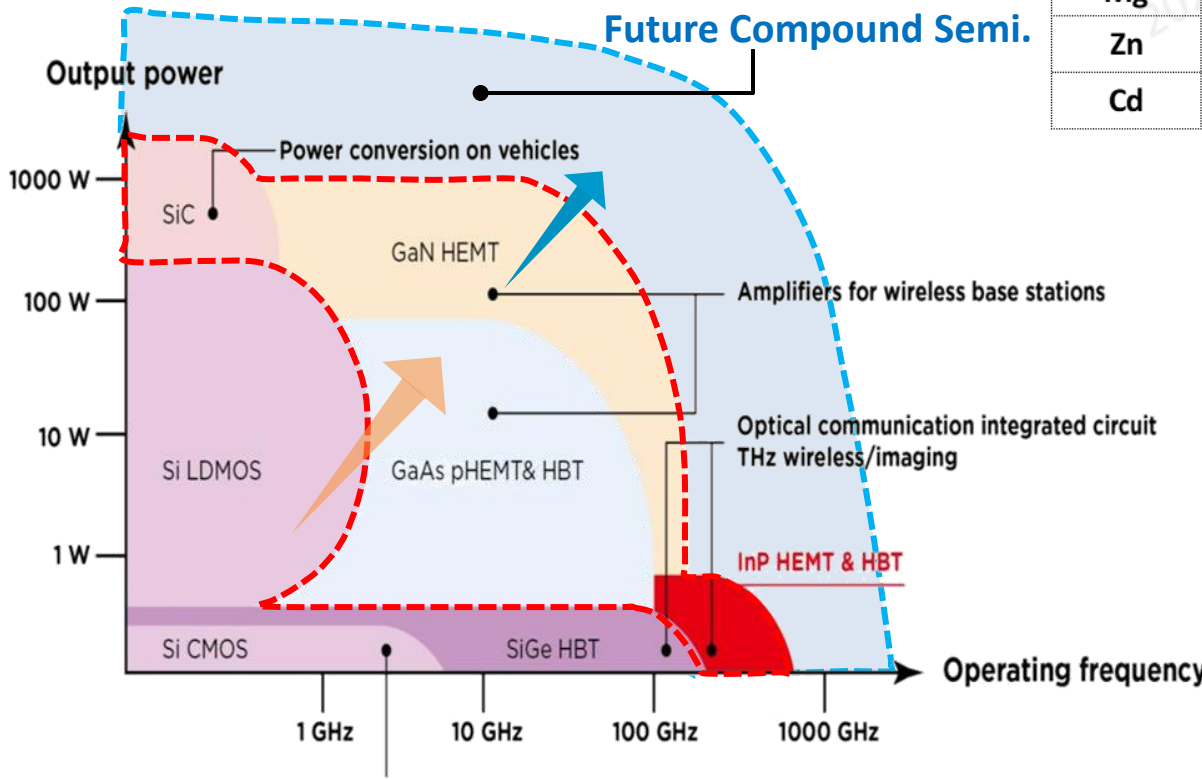 Future Compound Semi.
Zn
Cd
Output power
Power conversion on vehicles
1000 W
SiC
GaN HEMT
100 W
Amplifiers for wireless base stations
10 W
Optical communication integrated circuit
THz wireless/imaging
Si LDMOS
GaAs pHEMT& HBT
1 W
InP HEMT & HBT
Si CMOS
SiGe HBT
Operating frequency
1 GHz
10 GHz
100 GHz
1000 GHz